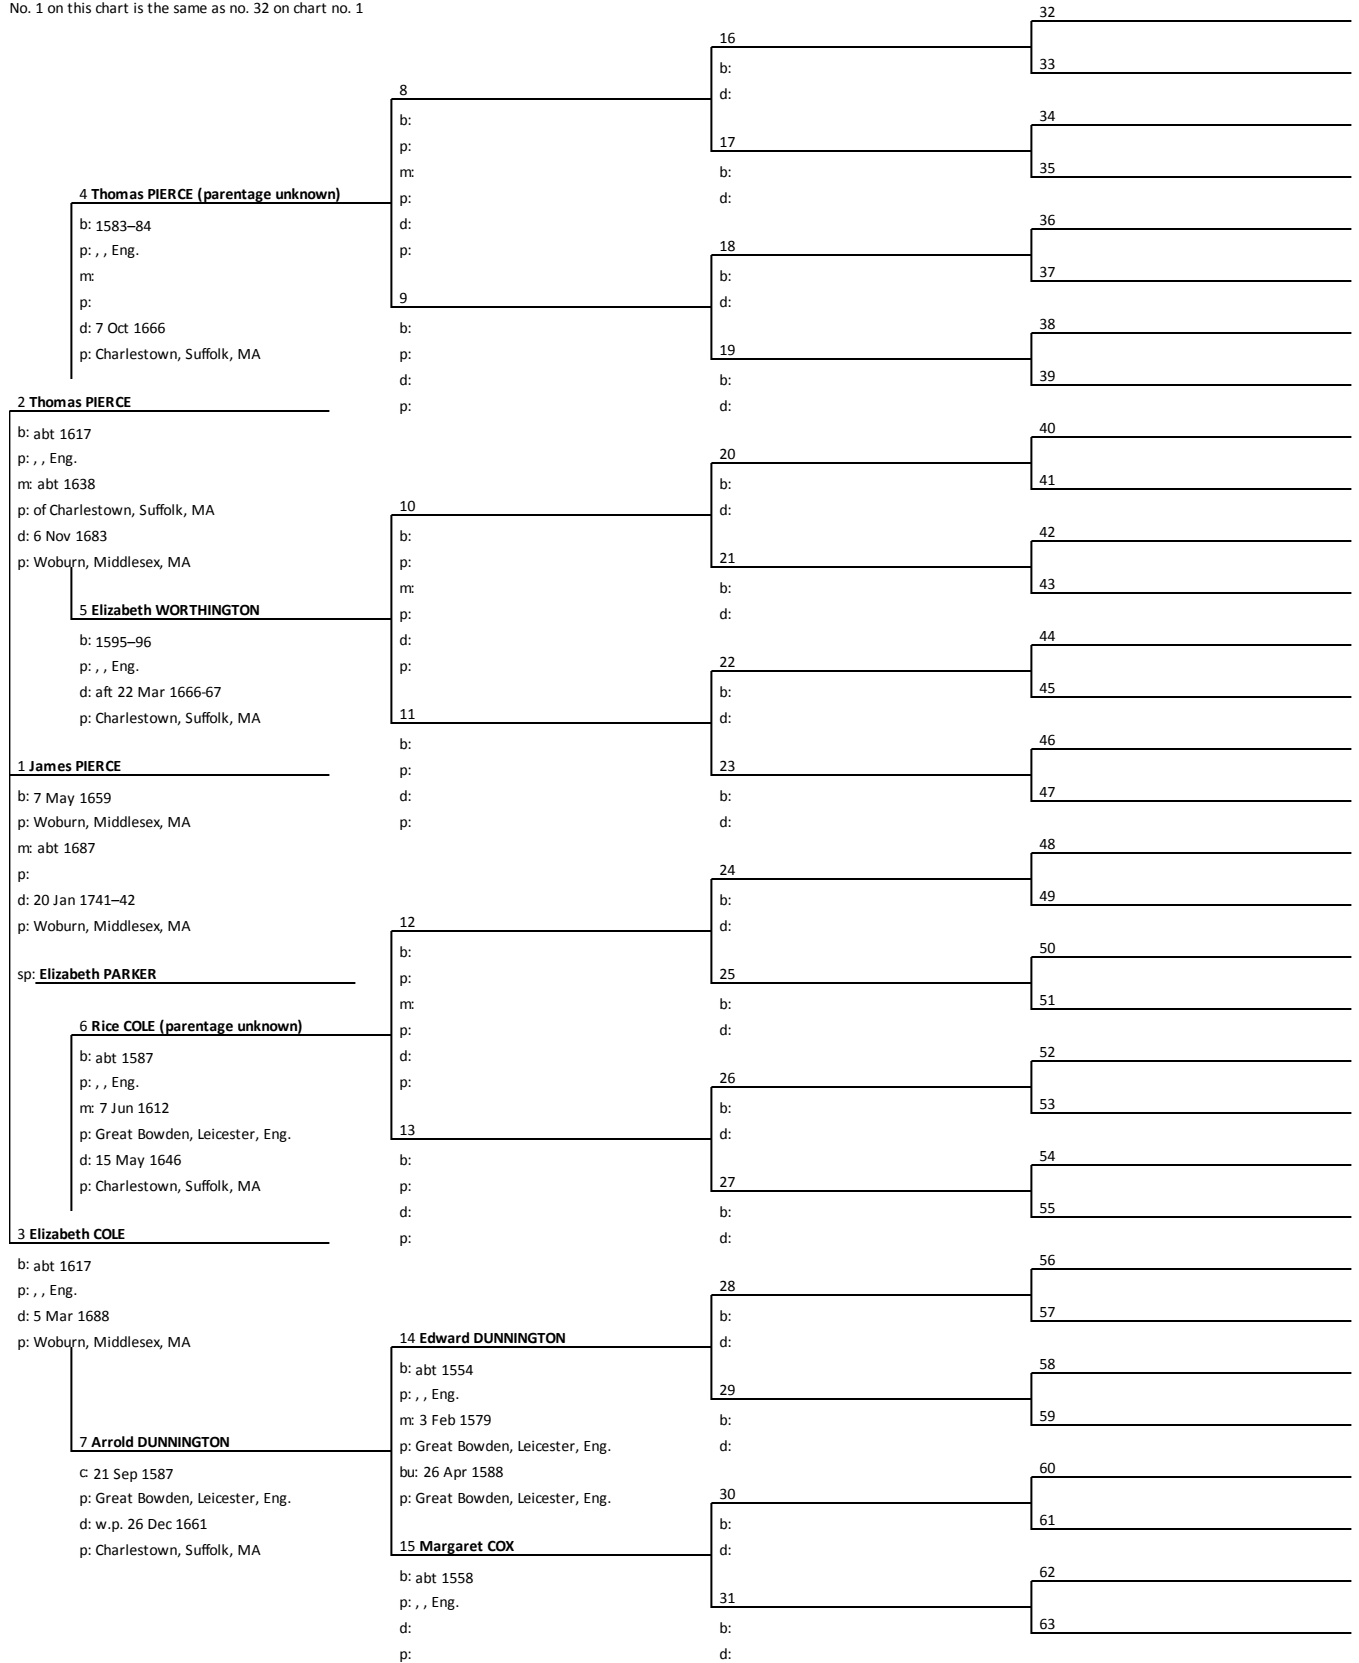 No. 1 on this chart is the same as no. 32 on chart no. 1
4 Thomas PIERCE (parentage unknown)
b: 1583–84
p: , , Eng.
m:
p:
d: 7 Oct 1666
p: Charlestown, Suffolk, MA
2 Thomas PIERCE
b: abt 1617
p: , , Eng.
m: abt 1638
p: of Charlestown, Suffolk, MA
d: 6 Nov 1683
p: Woburn, Middlesex, MA
5 Elizabeth WORTHINGTON
b: 1595–96
p: , , Eng.
d: aft 22 Mar 1666-67
p: Charlestown, Suffolk, MA
1 James PIERCE
b: 7 May 1659
p: Woburn, Middlesex, MA
m: abt 1687
p:
d: 20 Jan 1741–42
p: Woburn, Middlesex, MA
sp: Elizabeth PARKER
6 Rice COLE (parentage unknown)
b: abt 1587
p: , , Eng.
m: 7 Jun 1612
p: Great Bowden, Leicester, Eng.
d: 15 May 1646
p: Charlestown, Suffolk, MA
3 Elizabeth COLE
b: abt 1617
p: , , Eng.
d: 5 Mar 1688
p: Woburn, Middlesex, MA
7 Arrold DUNNINGTON
c: 21 Sep 1587
p: Great Bowden, Leicester, Eng.
d: w.p. 26 Dec 1661
p: Charlestown, Suffolk, MA
8
b:
p:
m:
p:
d:
p:
9
b:
p:
d:
p:
10
b:
p:
m:
p:
d:
p:
11
b:
p:
d:
p:
12
b:
p:
m:
p:
d:
p:
13
b:
p:
d:
p:
14 Edward DUNNINGTON
b: abt 1554
p: , , Eng.
m: 3 Feb 1579
p: Great Bowden, Leicester, Eng.
bu: 26 Apr 1588
p: Great Bowden, Leicester, Eng.
15 Margaret COX
b: abt 1558
p: , , Eng.
d:
p:
16
b:
d:
17
b:
d:
18
b:
d:
19
b:
d:
20
b:
d:
21
b:
d:
22
b:
d:
23
b:
d:
24
b:
d:
25
b:
d:
26
b:
d:
27
b:
d:
28
b:
d:
29
b:
d:
30
b:
d:
31
b:
d:
32
33
34
35
36
37
38
39
40
41
42
43
44
45
46
47
48
49
50
51
52
53
54
55
56
57
58
59
60
61
62
63